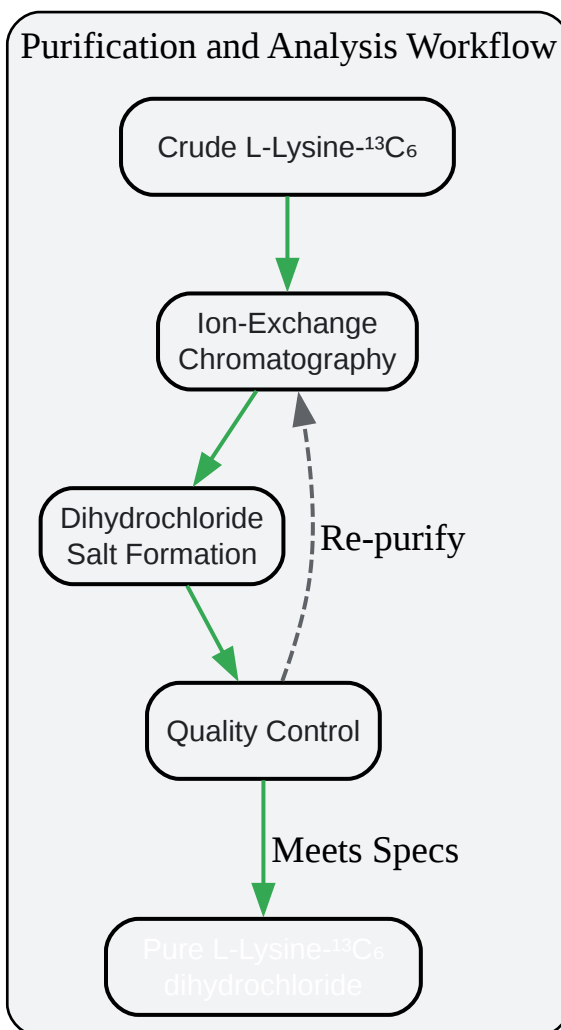 Purification and Analysis Workflow
Crude L-Lysine-¹³C₆
Ion-Exchange
Chromatography
Dihydrochloride
Salt Formation
Re-purify
Quality Control
Meets Specs
Pure L-Lysine-¹³C₆
dihydrochloride